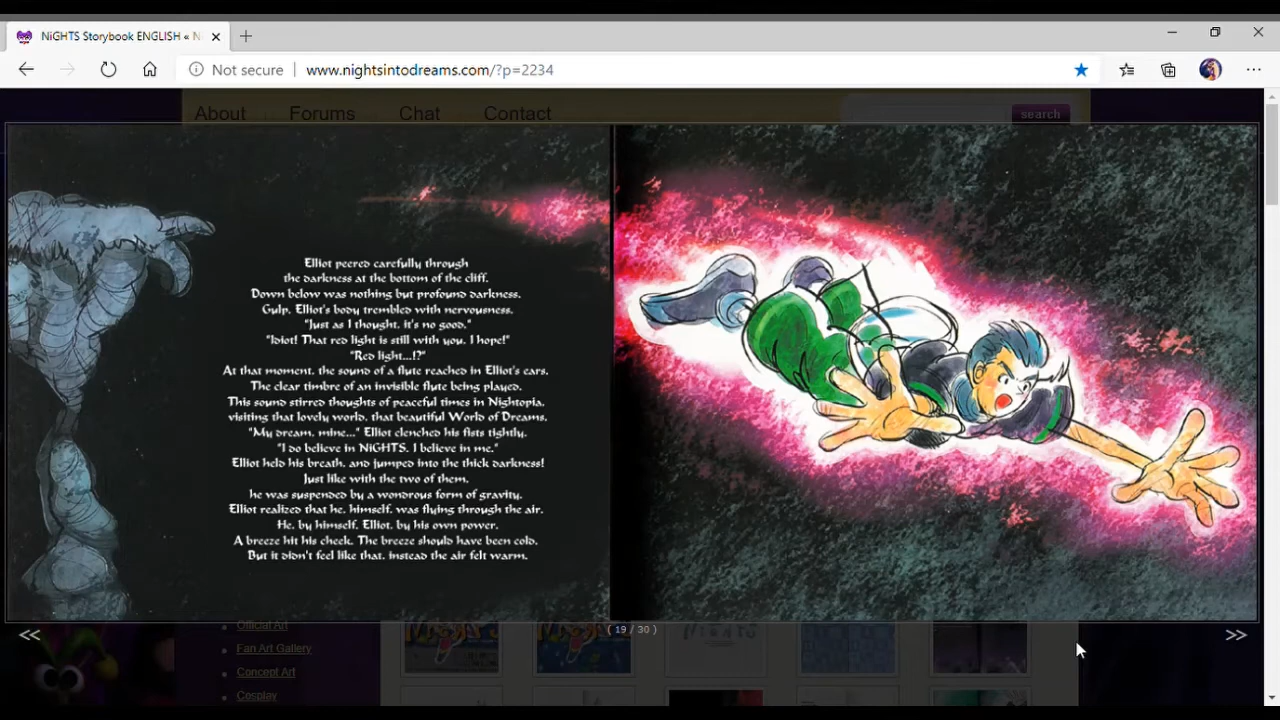 NiGHTS Storybook ENGLISH « N
Not secure
www.nightsintodreams.com/?p=2234
About Forums Chat Contact
search
Elliot peered carefully through
the darkness at the bottom of the cliff.
Down below was nothing but profound darkness.
Gulp. Elliot's body trembled with nervousness.
"Just as I thought, it's no good."
"Idiot! That red light is still with you, I hope!"
"Red light...!?"
At that moment, the sound of a flute reached in Elliot's ears.
The clear timbre of an invisible flute being played.
This sound stirred thoughts of peaceful times in Nightopia,
visiting that lovely world, that beautiful World of Dreams.
"My dream, mine..." Elliot clenched his fists tightly.
"I do believe in NiGHTS. I believe in me."
Elliot held his breath, and jumped into the thick darkness!
Just like with the two of them,
he was suspended by a wondrous form of gravity.
Elliot realized that he, himself, was flying through the air.
He, by himself, Elliot, by his own power.
A breeze hit his cheek. The breeze should have been cold.
But it didn't feel like that, instead the air felt warm.
<< ( 19 / 30 ) >>
Official Art
Fan Art Gallery
Concept Art
Cosplay